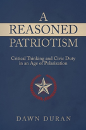 A REASONED
PATRIOTISM
Critical Thinking and Civic Duty
in an Age of Polarization
DAWN DURAN